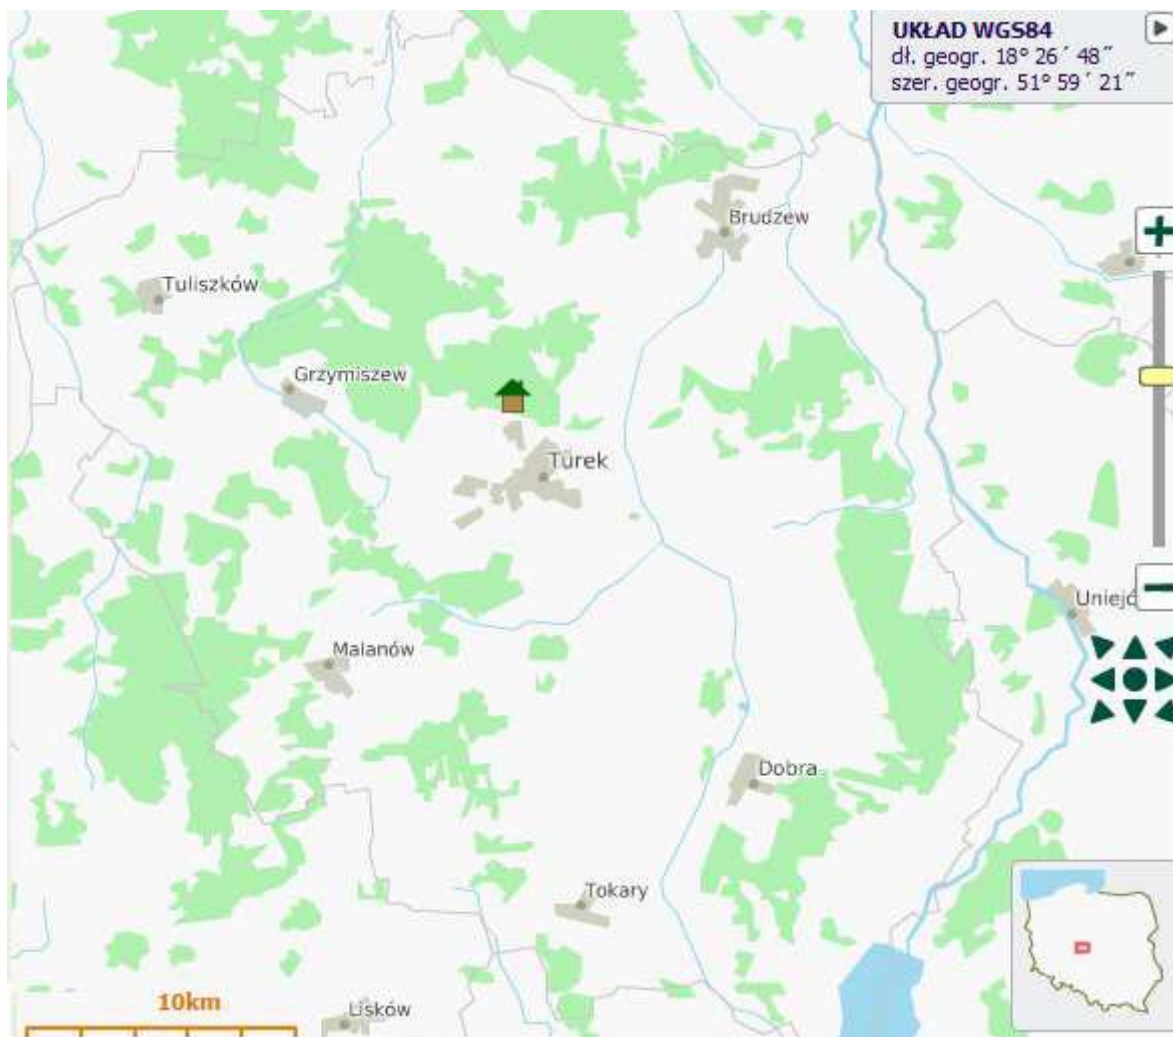 UKŁAD WGS84
dł. geogr. 18° 26 ´ 48 ˝
szer. geogr. 51° 59 ´ 21˝
Brudzew
Tuliszków
Grzymiszew
Turek
Uniejó
Malanów
Dobra
Tokary
10km
Lisków